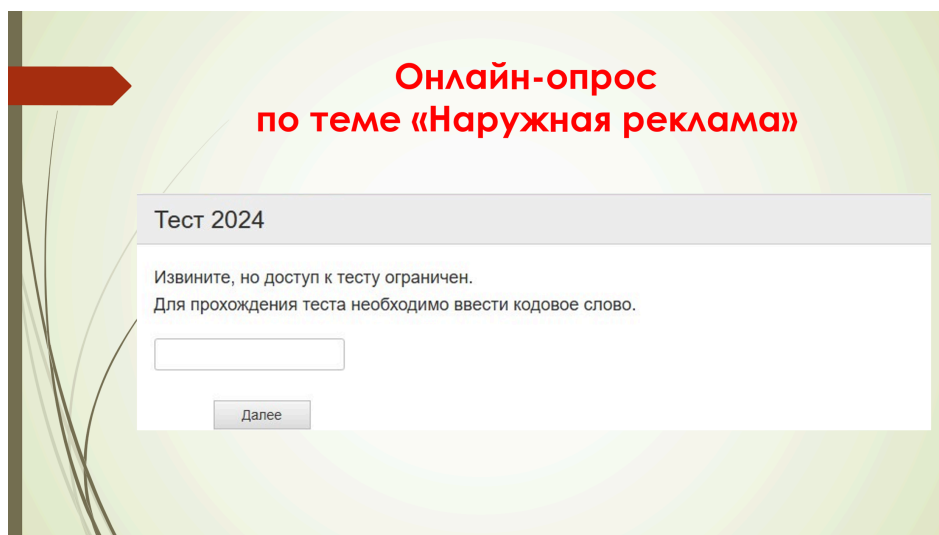 Онлайн-опрос
по теме «Наружная реклама»
Тест 2024
Извините, но доступ к тесту ограничен.
Для прохождения теста необходимо ввести кодовое слово.
Далее